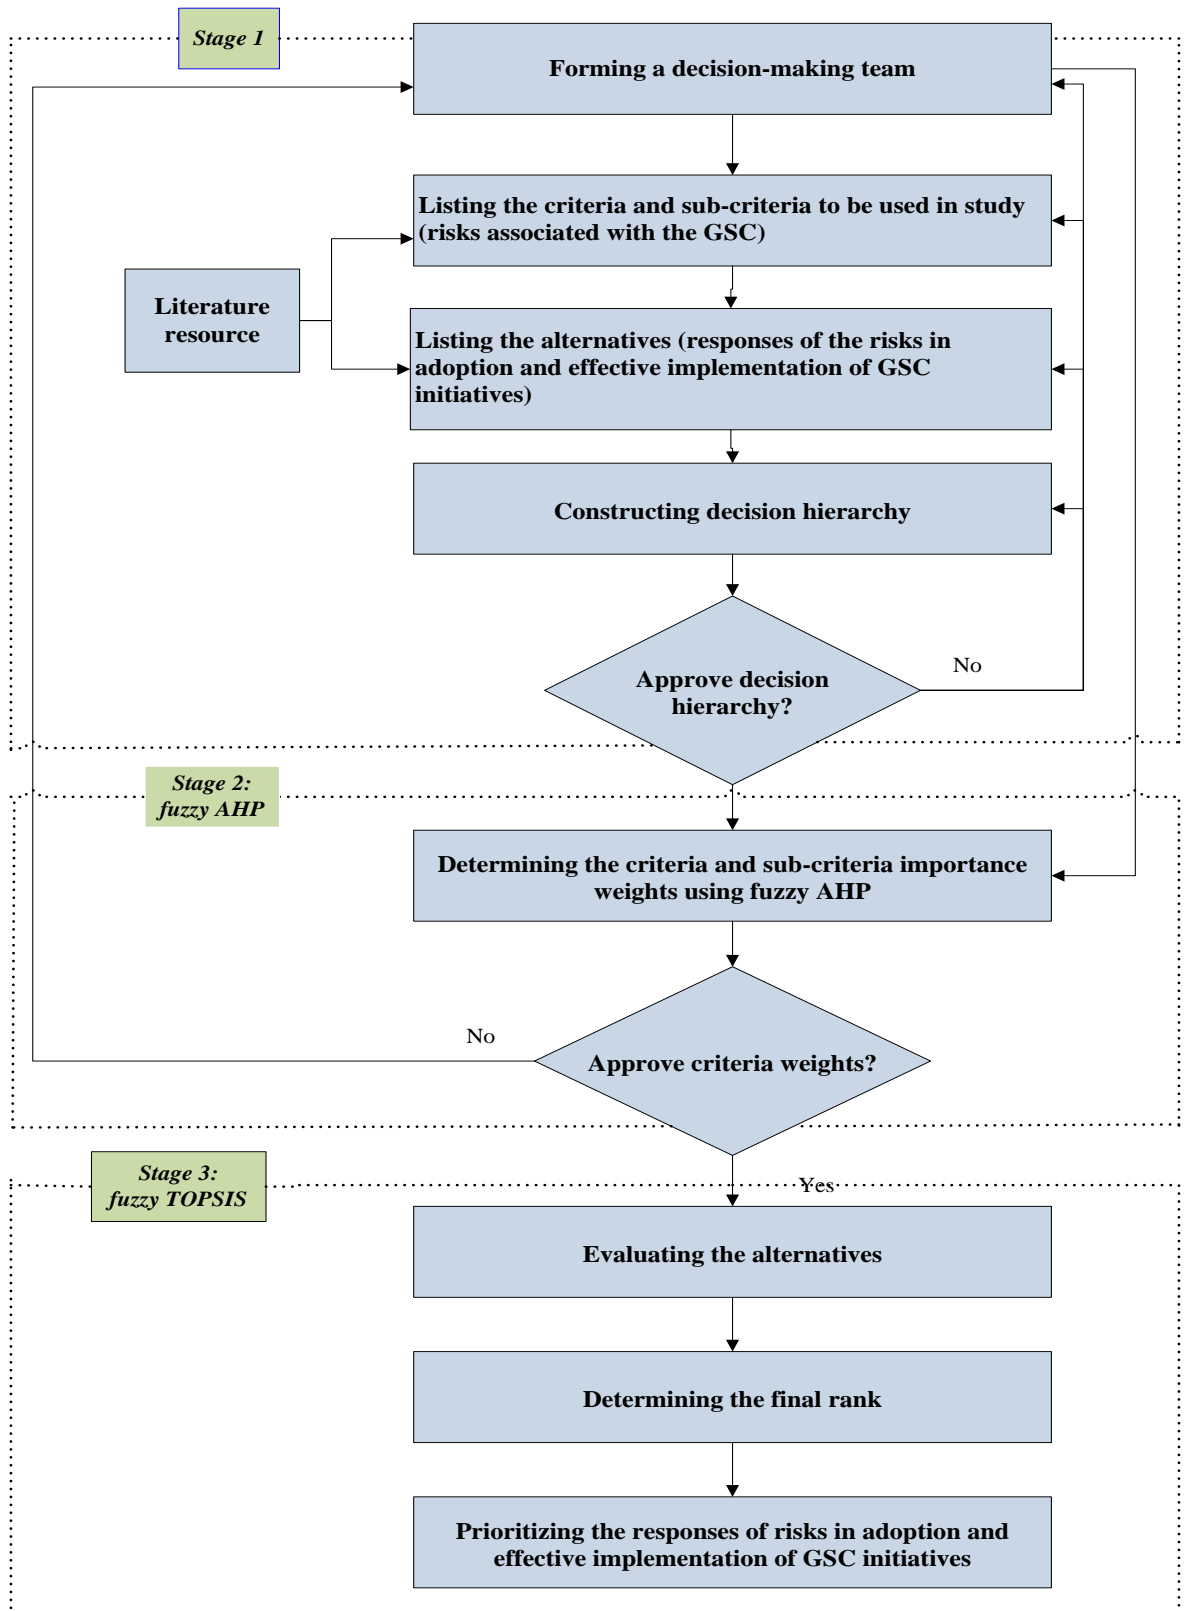 Stage 1
Forming a decision-making team
Listing the criteria and sub-criteria to be used in study
(risks associated with the GSC)
Literature
resource
Listing the alternatives (responses of the risks in
adoption and effective implementation of GSC
initiatives)
Constructing decision hierarchy
Approve decision
hierarchy?
No
Stage 2:
fuzzy AHP
Determining the criteria and sub-criteria importance
weights using fuzzy AHP
No
Approve criteria weights?
Stage 3:
fuzzy TOPSIS
Yes
Evaluating the alternatives
Determining the final rank
Prioritizing the responses of risks in adoption and
effective implementation of GSC initiatives